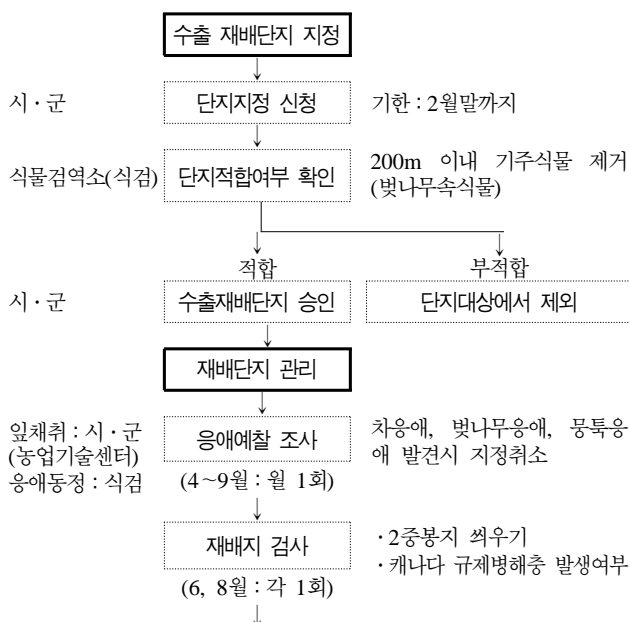 수출 재배단지 지정
시·군
단지지정 신청
기한 : 2월말까지
식물검역소(식검)
단지적합여부 확인
200m 이내 기주식물 제거
(벚나무속식물)
적합
부적합
시·군
수출재배단지 승인
단지대상에서 제외
재배단지 관리
잎채취 : 시·군
(농업기술센터)
응애동정 : 식검
응애예찰 조사
(4~9월 : 월 1회)
차응애, 벚나무응애, 뭉툭응
애 발견시 지정취소
재배지 검사
(6, 8월 : 각 1회)
·2중봉지 씌우기
·캐나다 규제병해충 발생여부